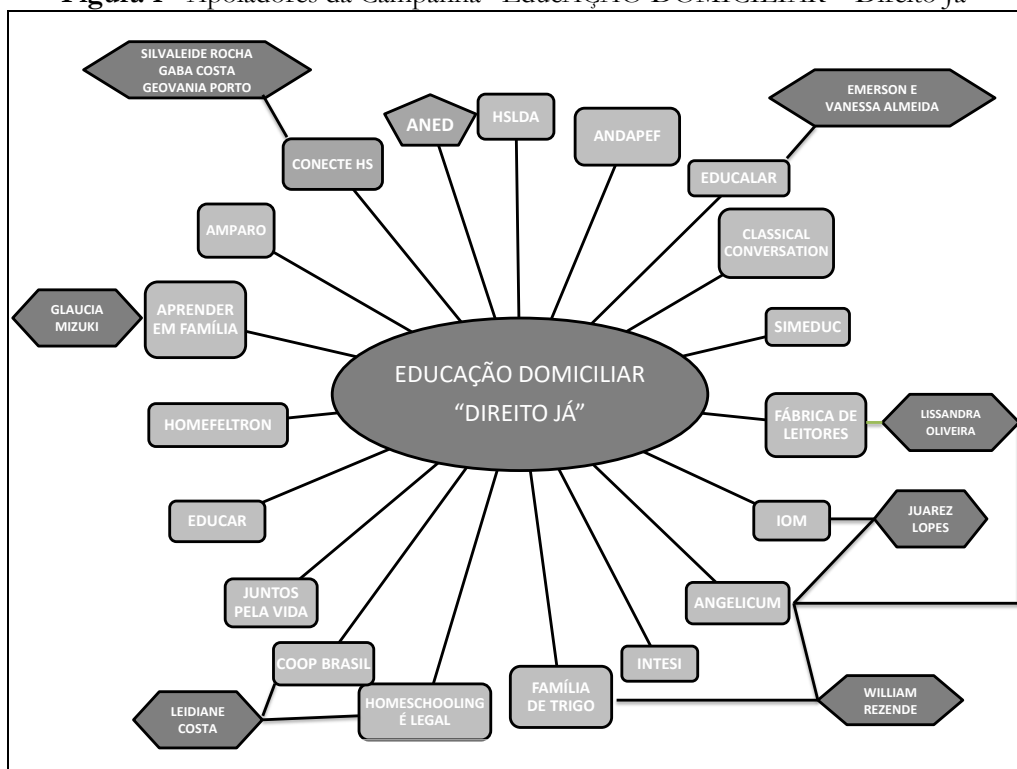 Figura 1 - Apoiadores da Campanha "EducAÇÃO DOMICILIAR – Direito já"
SILVALEIDE ROCHA
GABA COSTA
GEOVANIA PORTO
EMERSON E
VANESSA ALMEIDA
ANED
HSLDA
ANDAPEF
CONECTE HS
EDUCALAR
AMPARO
CLASSICAL
CONVERSATION
GLAUCIA
MIZUKI
APRENDER
EM FAMÍLIA
SIMEDUC
EDUCAÇÃO DOMICILIAR
“DIREITO JÁ”
HOMEFELTRON
FÁBRICA DE
LEITORES
LISSANDRA
OLIVEIRA
EDUCAR
IOM
JUAREZ
LOPES
JUNTOS
PELA VIDA
ANGELICUM
COOP BRASIL
INTESI
LEIDIANE
COSTA
HOMESCHOOLING
É LEGAL
FAMÍLIA
DE TRIGO
WILLIAM
REZENDE